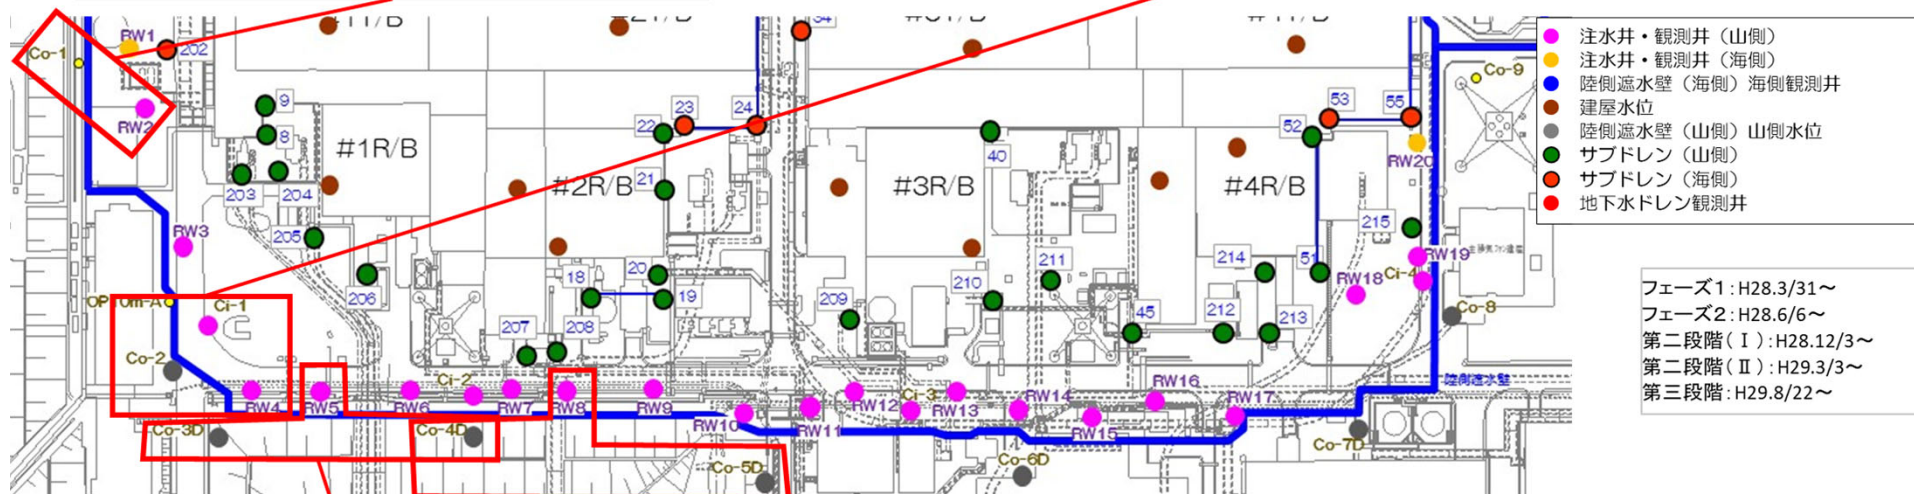 RW1
202
Co-1
RW2
34
9
8
#1R/B
203
204
205
206
RW3
22
23
24
21
#2R/B
18
20
19
207
208
40
#3R/B
209
210
211
45
212
213
214
#4R/B
52
53
55
51
215
RW20
RW19
RW18
Ci-4
Co-9
Co-8
Ci-1
Co-2
RW4
RW5
RW6
Ci-2
RW7
RW8
RW9
RW10
RW11
RW12
Ci-3
RW13
RW14
RW15
RW16
RW17
陸側遮水壁
Co-3D
Co-4D
Co-5D
Co-6D
Co-7D
注水井・観測井（山側）
注水井・観測井（海側）
陸側遮水壁（海側）海側観測井
建屋水位
陸側遮水壁（山側）山側水位
サブドレン（山側）
サブドレン（海側）
地下水ドレン観測井
フェーズ１：H28.3/31～
フェーズ２：H28.6/6～
第二段階（Ⅰ）：H28.12/3～
第二段階（Ⅱ）：H29.3/3～
第三段階：H29.8/22～